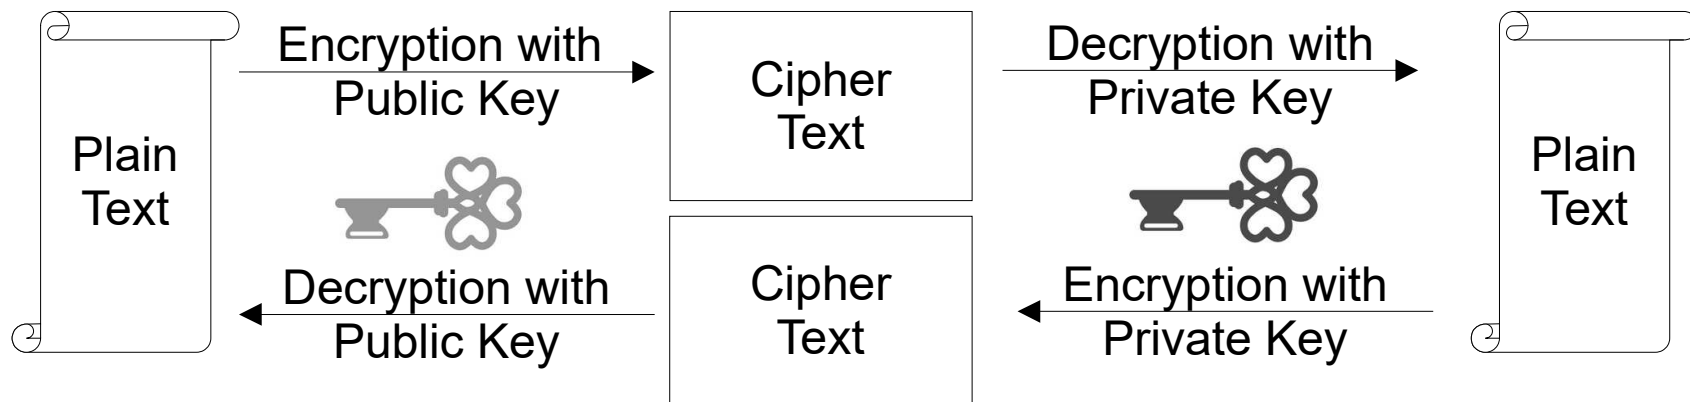 Plain
Text
Encryption with
Public Key
Decryption with
Public Key
Cipher
Text
Cipher
Text
Decryption with
Private Key
Encryption with
Private Key
Plain
Text